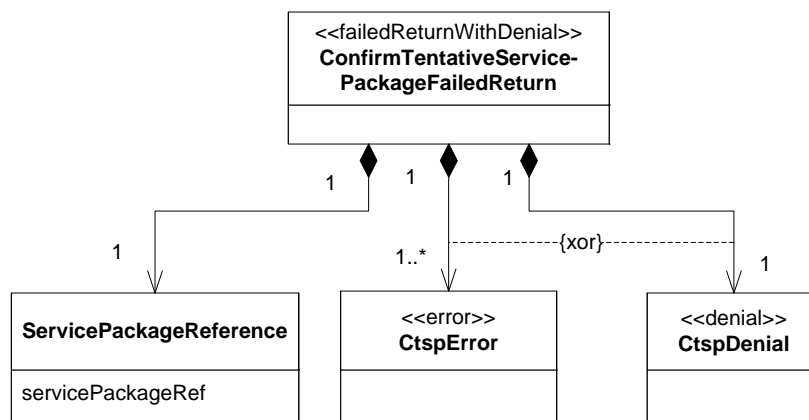 <<failedReturnWithDenial>>
ConfirmTentativeService-
PackageFailedReturn
1
1
1
1
1..*
{xor}
1
ServicePackageReference
servicePackageRef
<<error>>
CtspError
<<denial>>
CtspDenial